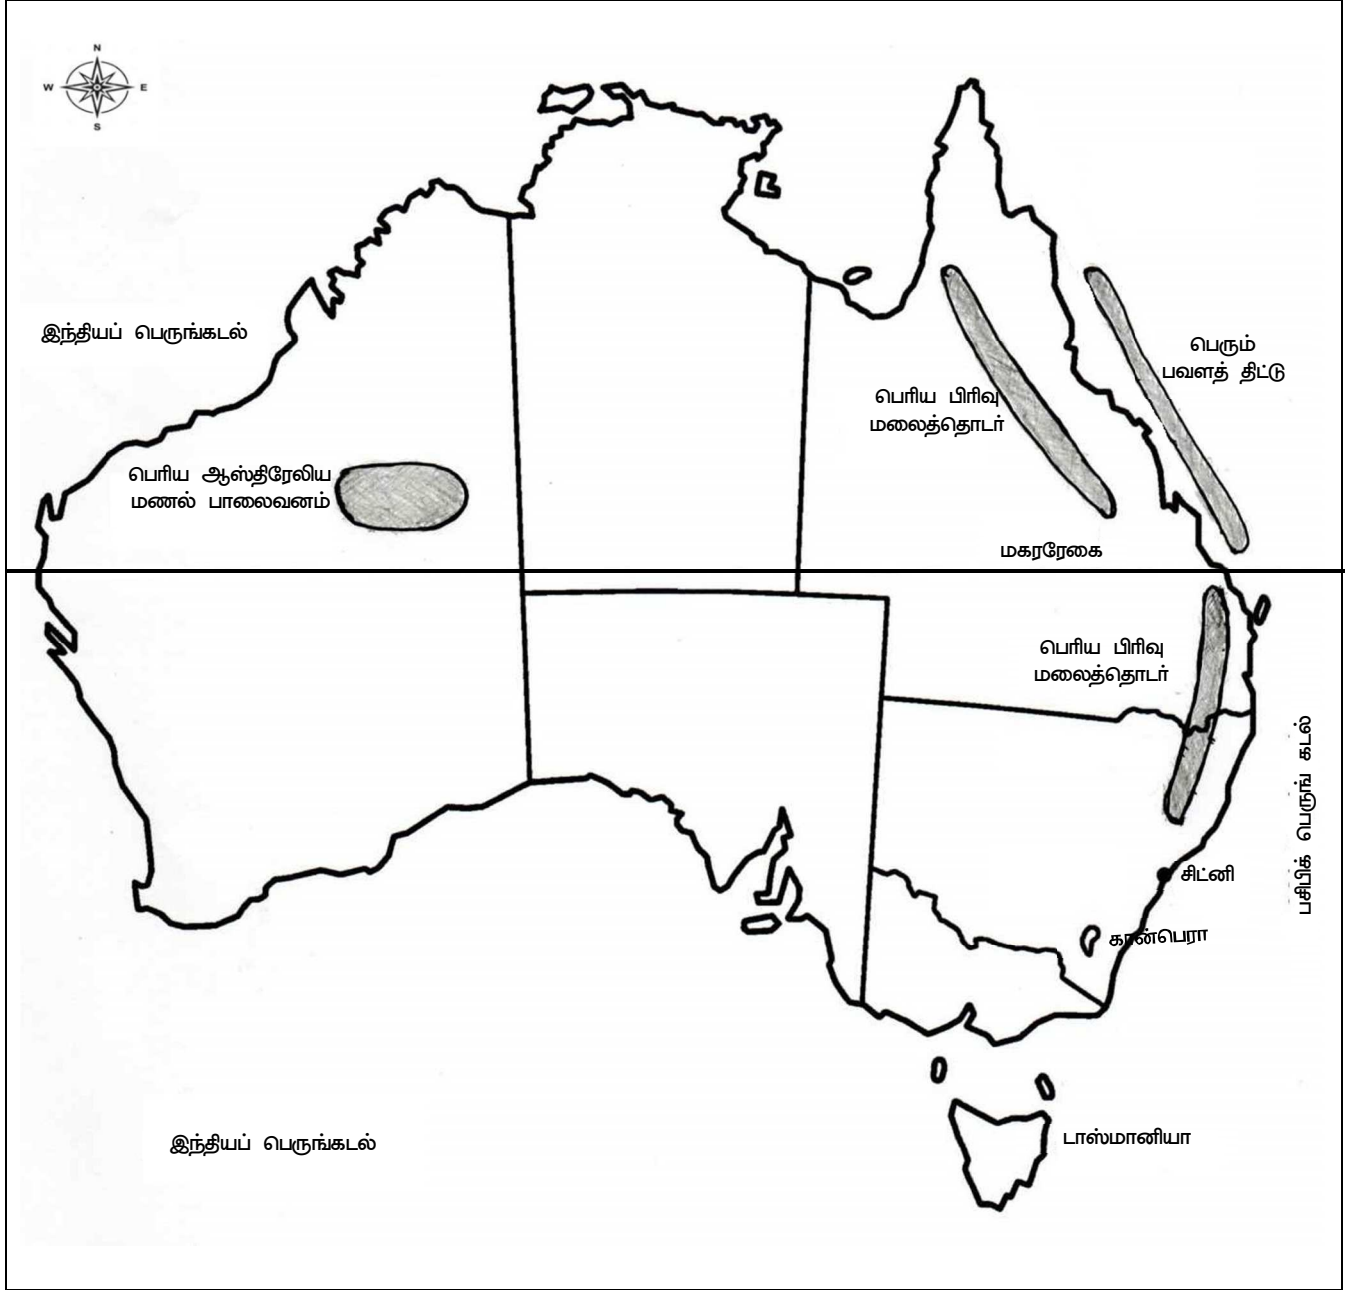 N
W E
S
இந்தியப் பெருங்கடல்
பெரும்
பவளத் திட்டு
பெரிய பிரிவு
மலைத்தொடர்
பெரிய ஆஸ்திரேலிய
மணல் பாலைவனம்
மகரரேகை
பெரிய பிரிவு
மலைத்தொடர்
பசிபிக் பெருங் கடல்
சிட்னி
கான்பெரா
டாஸ்மானியா
இந்தியப் பெருங்கடல்